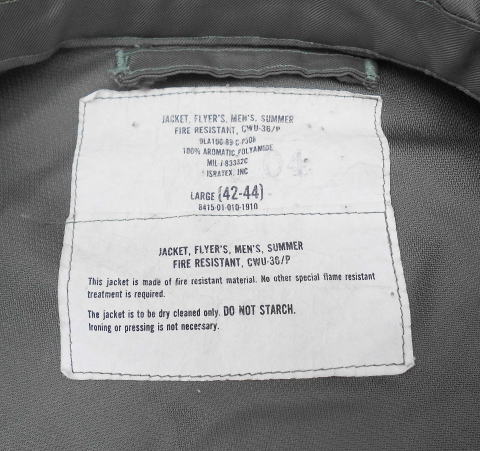 JACKET, FLYER'S, MEN'S, SUMMER
FIRE RESISTANT, CWU-36/P
100% AROMATIC POLYAMIDE
MIL-J-83382C
ISRATEX, INC
04
LARGE (42-44)
8415-01-010-1910
JACKET, FLYER'S, MEN'S, SUMMER
FIRE RESISTANT, CWU-36/P
This jacket is made of fire resistant material. No other special flame resistant
treatment is required.
The jacket is to be dry cleaned only. DO NOT STARCH.
Ironing or pressing is not necessary.